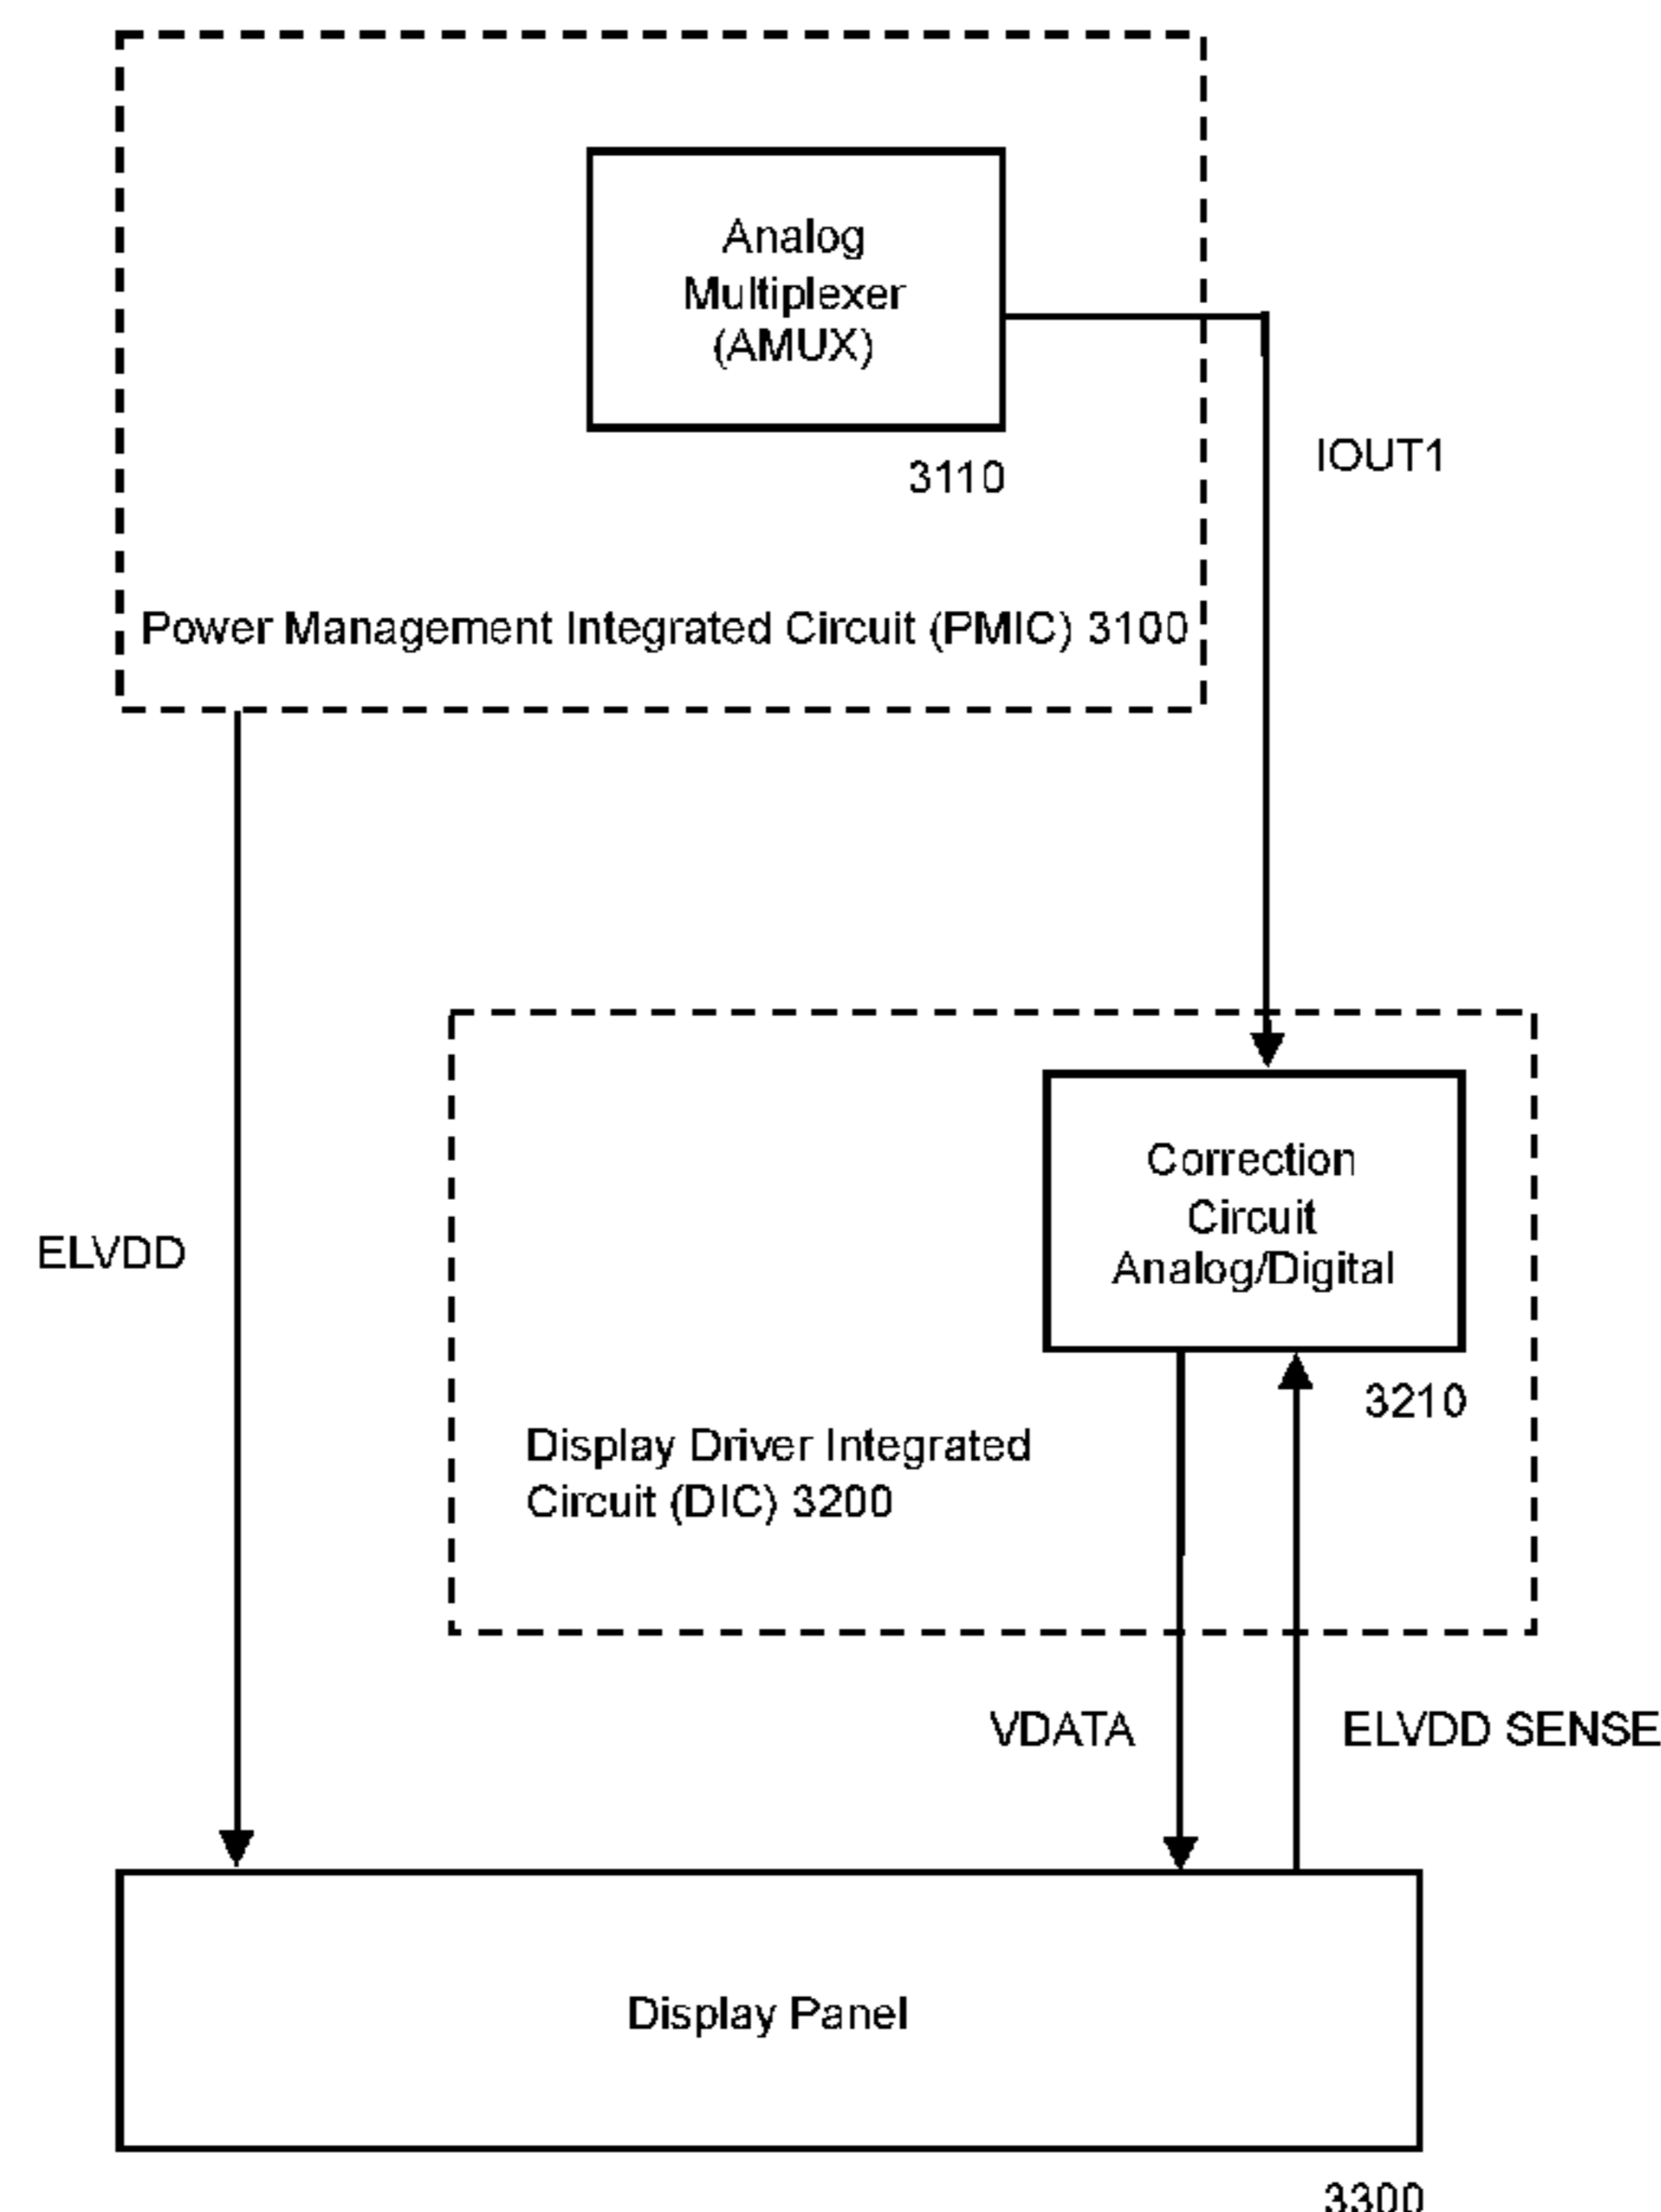 Analog
Multiplexer
(AMUX)
3110
IOUT1
Power Management Integrated Circuit (PMIC) 3100
Correction
Circuit
Analog/Digital
3210
ELVDD
Display Driver Integrated
Circuit (DIC) 3200
VDATA
ELVDD SENSE
Display Panel
3300